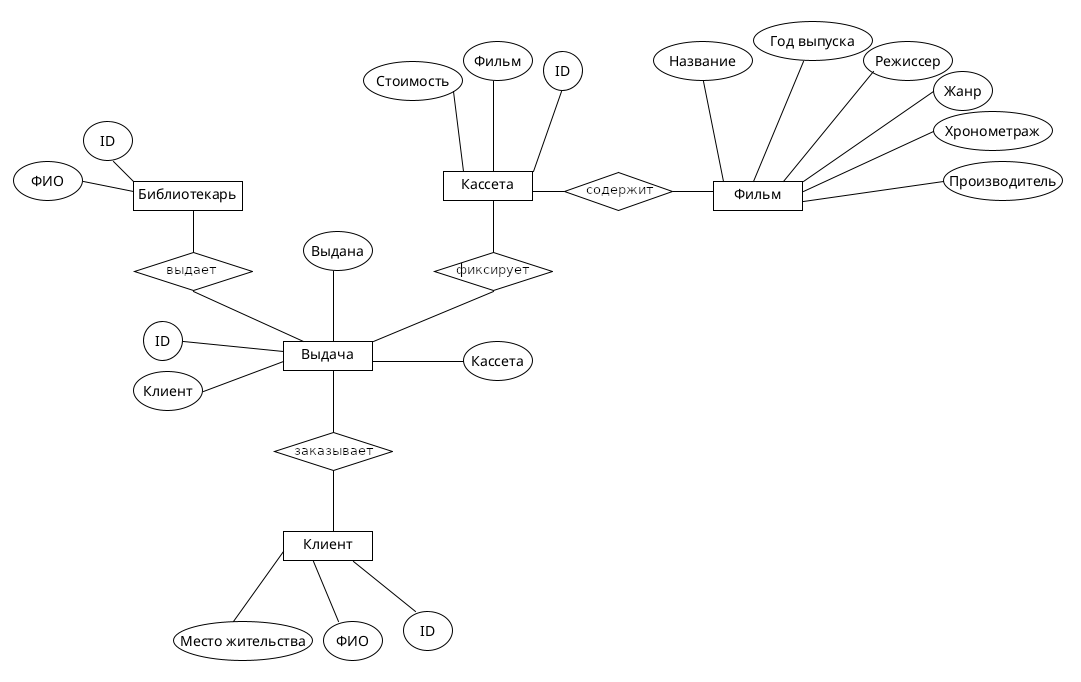 Год выпуска
Название
Фильм
Режиссер
ID
Стоимость
Жанр
Хронометраж
ID
ФИО
Библиотекарь
Кассета
содержит
Фильм
Производитель
Выдана
выдает
фиксирует
ID
Выдача
Кассета
Клиент
заказывает
Клиент
Место жительства
ФИО
ID